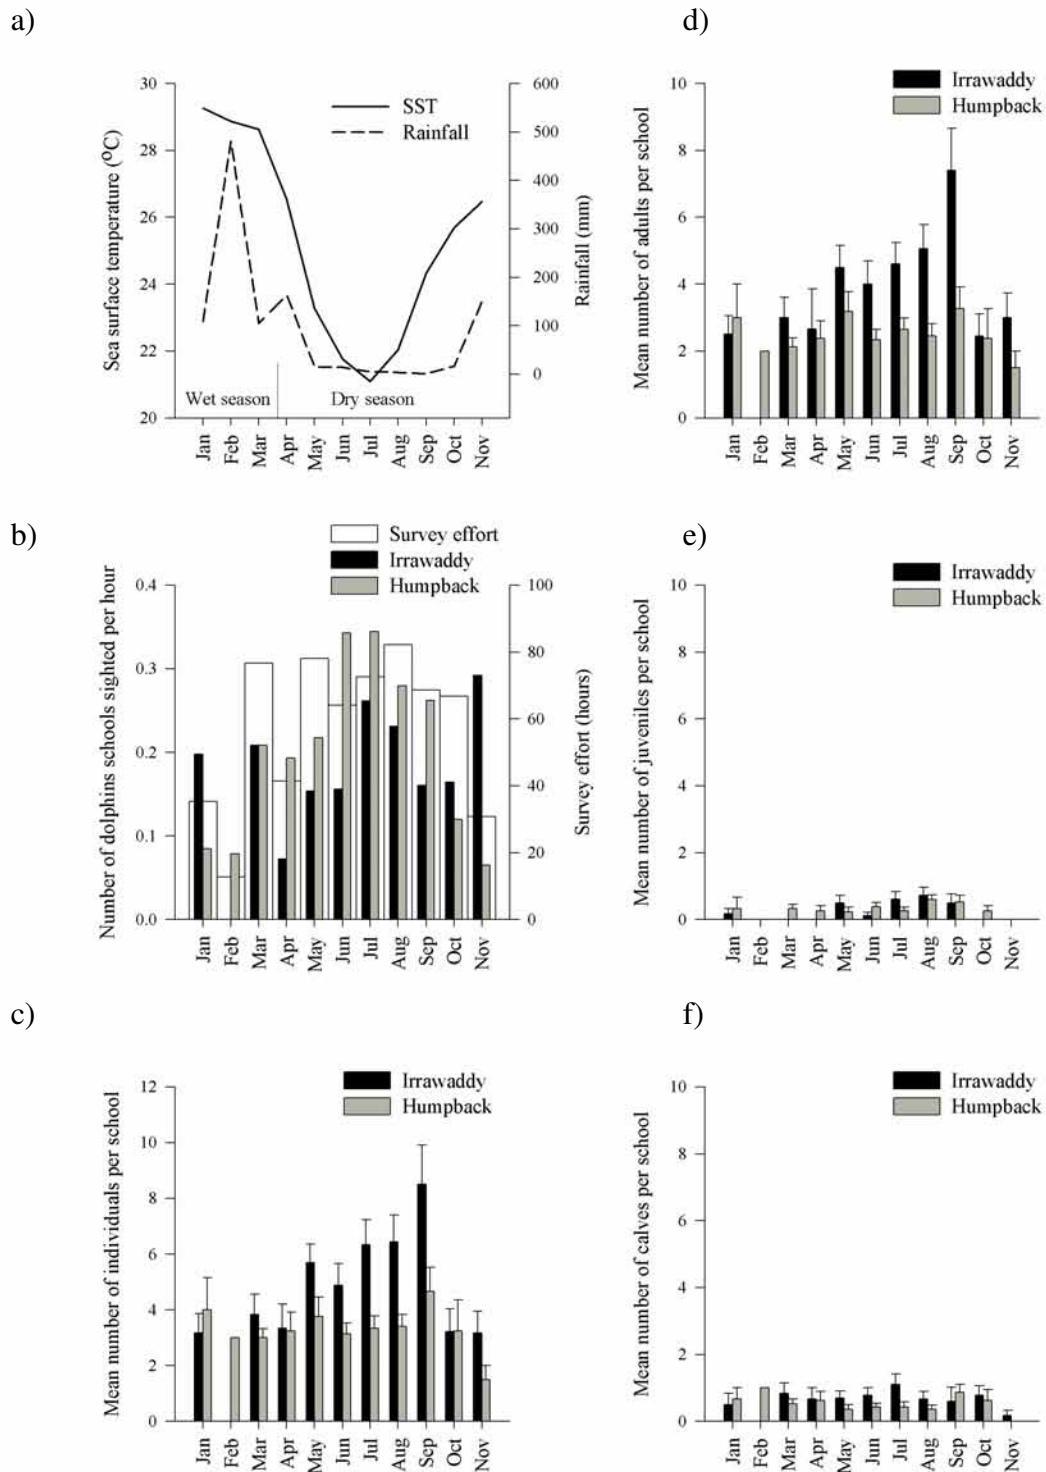 a)
30
28
26
24
22
20
Sea surface temperature (ºC)
600
500
400
300
200
100
0
Rainfall (mm)
SST
Rainfall
Wet season
Dry season
Jan Feb Mar Apr May Jun Jul Aug Sep Oct Nov
b)
Survey effort
Irrawaddy
Humpback
0.4
0.3
0.2
0.1
0.0
Number of dolphins schools sighted per hour
100
80
60
40
20
0
Survey effort (hours)
Jan Feb Mar Apr May Jun Jul Aug Sep Oct Nov
c)
Irrawaddy
Humpback
12
10
8
6
4
2
0
Mean number of individuals per school
Jan Feb Mar Apr May Jun Jul Aug Sep Oct Nov
d)
Irrawaddy
Humpback
10
8
6
4
2
0
Mean number of adults per school
Jan Feb Mar Apr May Jun Jul Aug Sep Oct Nov
e)
Irrawaddy
Humpback
10
8
6
4
2
0
Mean number of juveniles per school
Jan Feb Mar Apr May Jun Jul Aug Sep Oct Nov
f)
Irrawaddy
Humpback
10
8
6
4
2
0
Mean number of calves per school
Jan Feb Mar Apr May Jun Jul Aug Sep Oct Nov